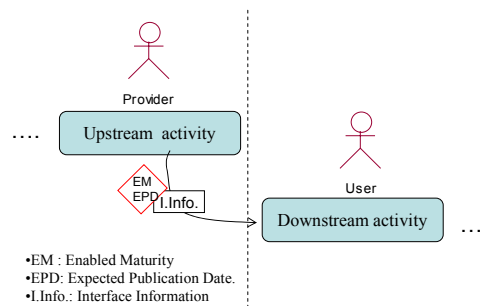 Provider
....
Upstream activity
EM
EPD
I.Info.
User
Downstream activity
...
•EM : Enabled Maturity
•EPD: Expected Publication Date.
•I.Info.: Interface Information